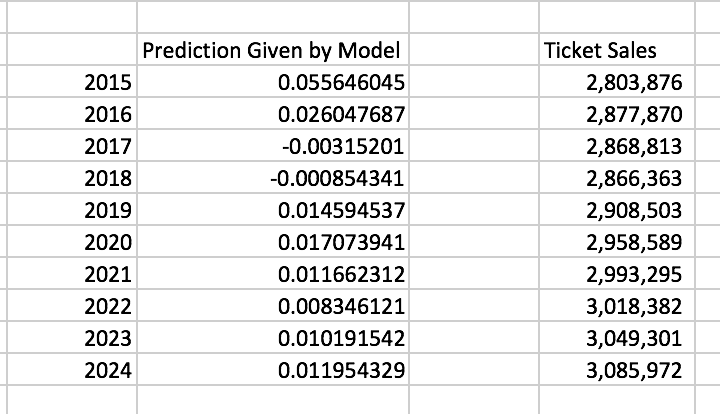 Prediction Given by Model Ticket Sales
2015 0.055646045 2,803,876
2016 0.026047687 2,877,870
2017 -0.00315201 2,868,813
2018 -0.000854341 2,866,363
2019 0.014594537 2,908,503
2020 0.017073941 2,958,589
2021 0.011662312 2,993,295
2022 0.008346121 3,018,382
2023 0.010191542 3,049,301
2024 0.011954329 3,085,972